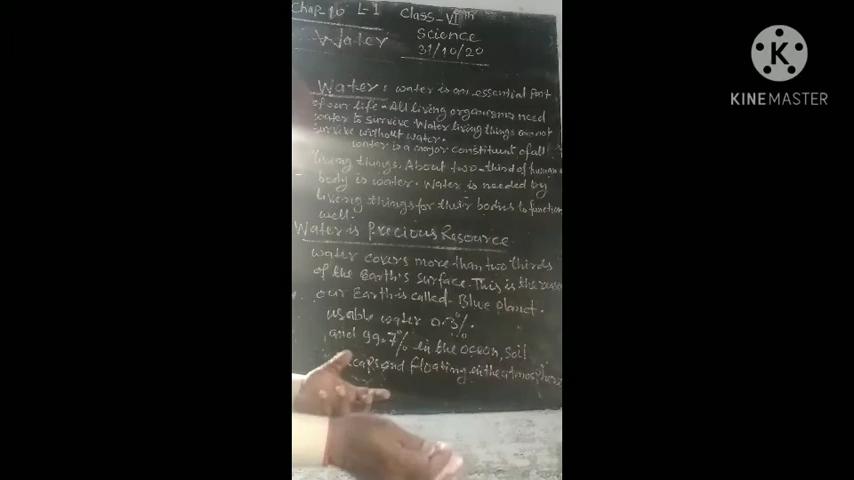 Chap-10 L-1 Class-VIth
Water Science
31/10/20
Water: water is an essential part
of our life. All living organisms need
water to survive water living things cannot
survive without water.
water is a major constituent of all
living things. About two-third of human
body is water. Water is needed by
living things for their bodies to function
well.
Water is Precious Resource
water covers more than two thirds
of the Earth's surface. This is the
our Earth is called Blue planet.
usable water 0.3%.
and 99.7% in the ocean, soil
caps and floating in the atmosphere
K
KINEMASTER